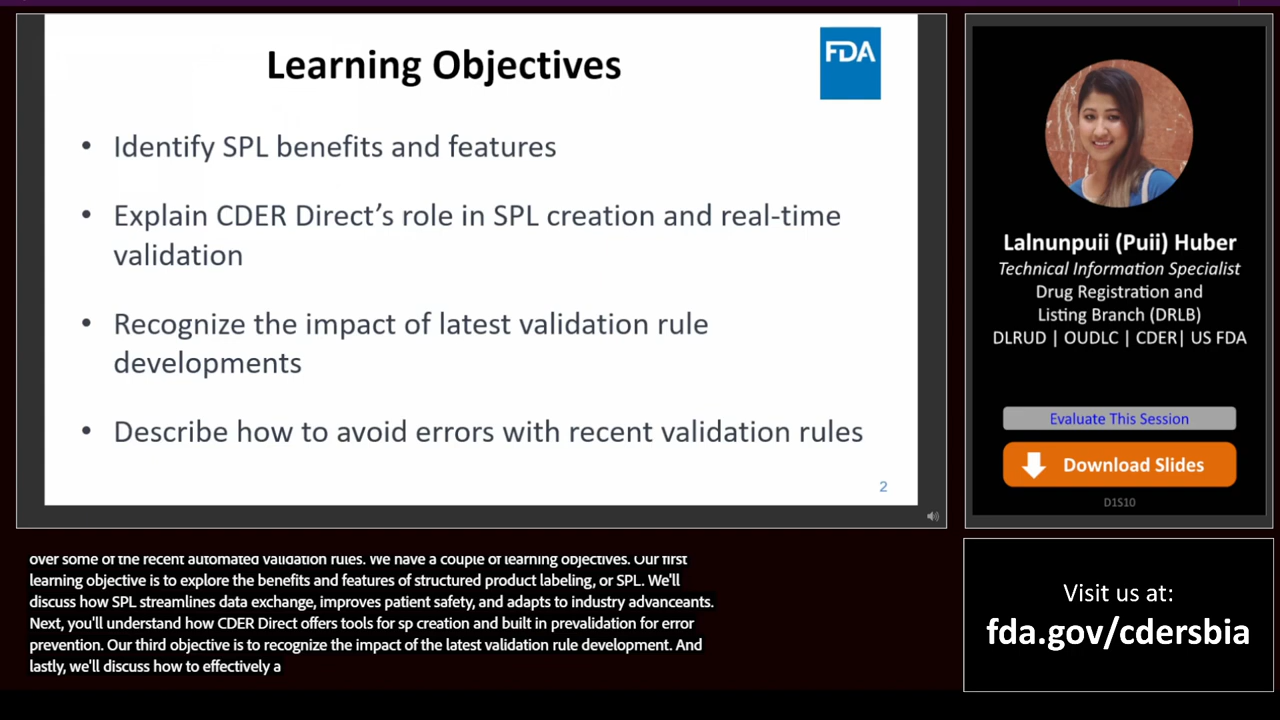 Learning Objectives
FDA
• Identify SPL benefits and features
• Explain CDER Direct's role in SPL creation and real-time
validation
• Recognize the impact of latest validation rule
developments
• Describe how to avoid errors with recent validation rules
2
Lalnunpuii (Puii) Huber
Technical Information Specialist
Drug Registration and
Listing Branch (DRLB)
DLRUD | OUDLC | CDER| US FDA
Evaluate This Session
Download Slides
D1S10
over some of the recent automated validation rules. We have a couple of learning objectives. Our first
learning objective is to explore the benefits and features of structured product labeling, or SPL. We'll
discuss how SPL streamlines data exchange, improves patient safety, and adapts to industry advanceants.
Next, you'll understand how CDER Direct offers tools for sp creation and built in prevalidation for error
prevention. Our third objective is to recognize the impact of the latest validation rule development. And
lastly, we'll discuss how to effectively a
Visit us at:
fda.gov/cdersbia